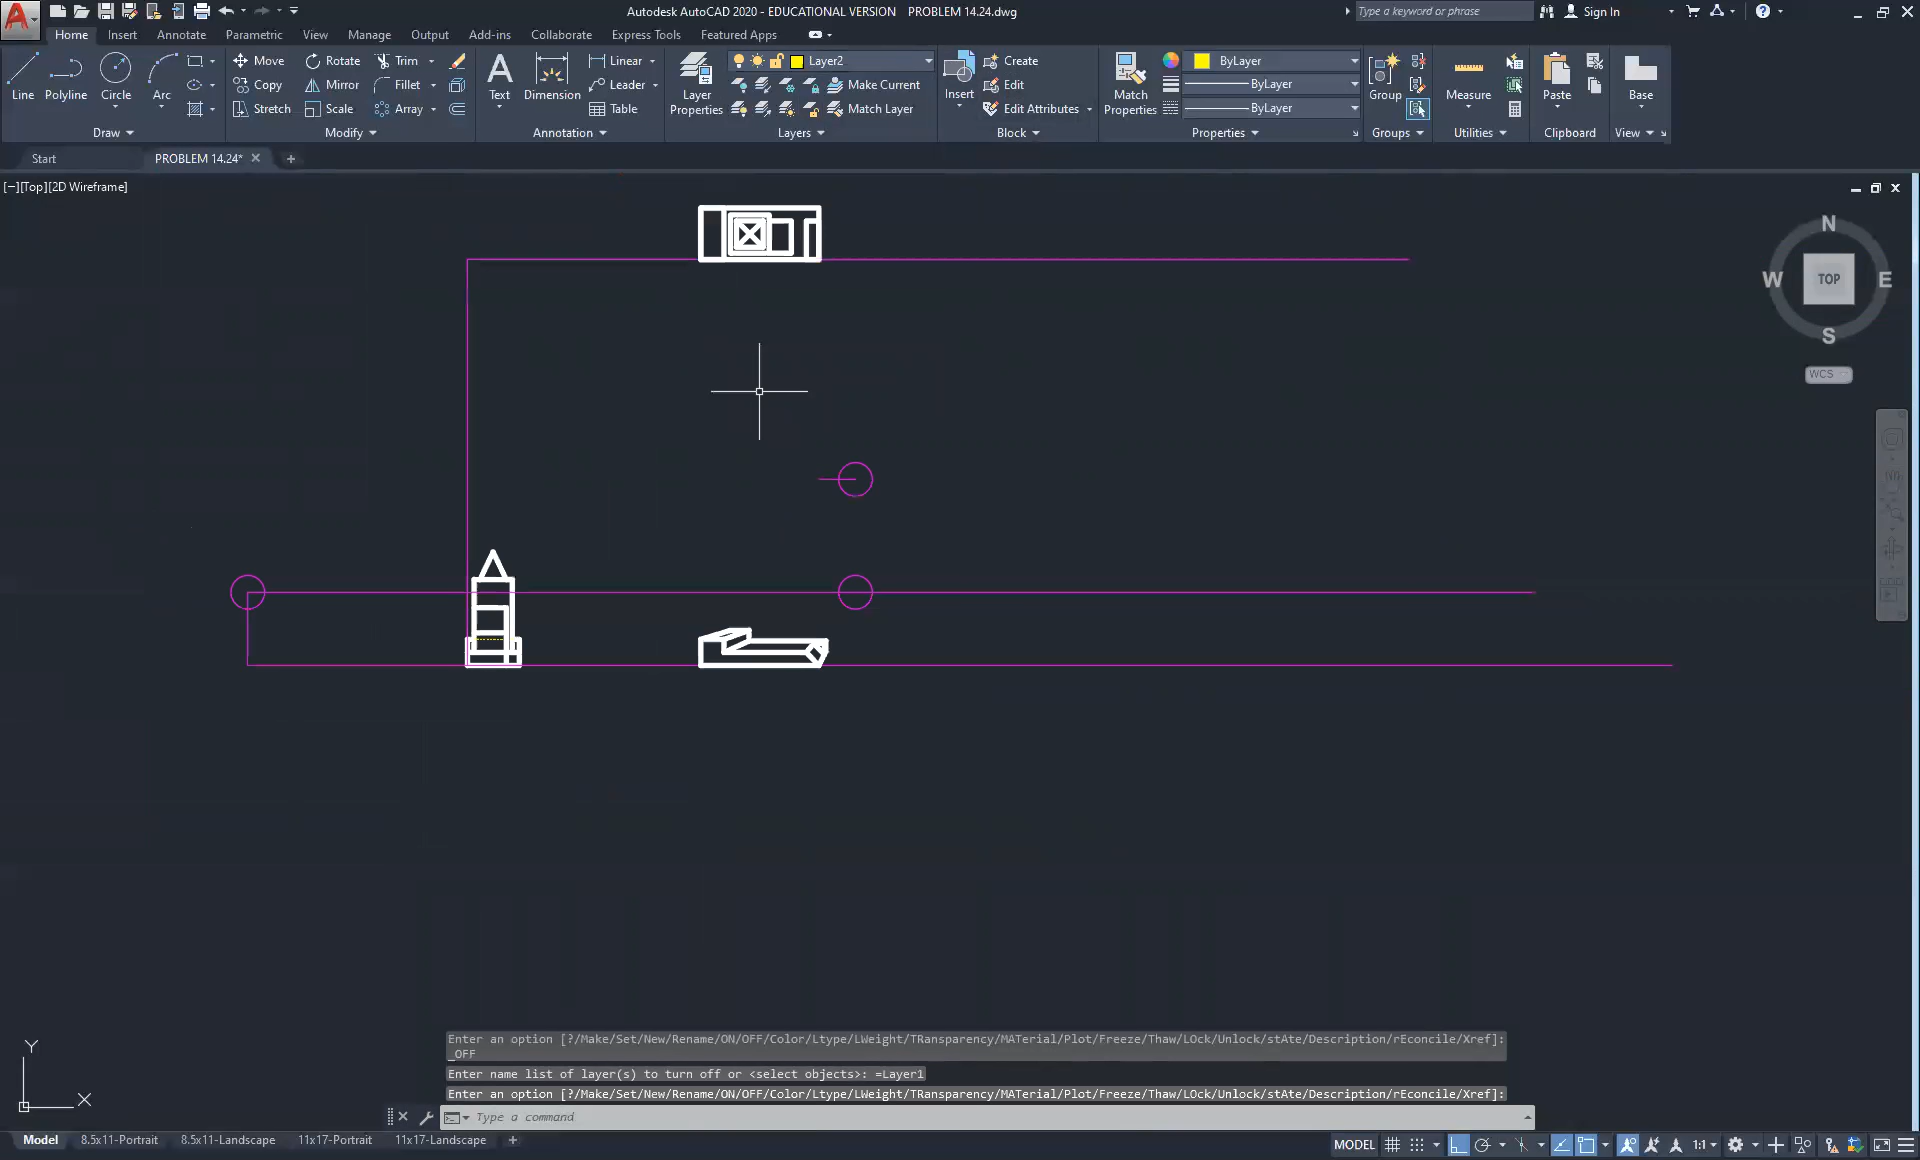 Autodesk AutoCAD 2020 - EDUCATIONAL VERSION PROBLEM 14.24.dwg
Type a keyword or phrase
Sign In
Home Insert Annotate Parametric View Manage Output Add-ins Collaborate Express Tools Featured Apps
Line Polyline Circle Arc
Draw
Move Rotate Trim
Copy Mirror Fillet
Stretch Scale Array
Modify
Text Dimension
Linear
Leader
Table
Annotation
Layer Properties
Layer2
Make Current
Match Layer
Layers
Insert
Create
Edit
Edit Attributes
Block
Match Properties
ByLayer
ByLayer
ByLayer
Properties
Group
Groups
Measure
Utilities
Paste
Clipboard
Base
View
Start PROBLEM 14.24*
[−][Top][2D Wireframe]
N
W TOP E
S
WCS
Y
X
Enter an option [?/Make/Set/New/Rename/ON/OFF/Color/Ltype/LWeight/TRansparency/MATerial/Plot/Freeze/Thaw/LOck/Unlock/stAte/Description/rEconcile/Xref]:
_OFF
Enter name list of layer(s) to turn off or <select objects>: =Layer1
Enter an option [?/Make/Set/New/Rename/ON/OFF/Color/Ltype/LWeight/TRansparency/MATerial/Plot/Freeze/Thaw/LOck/Unlock/stAte/Description/rEconcile/Xref]:
Type a command
Model 8.5x11-Portrait 8.5x11-Landscape 11x17-Portrait 11x17-Landscape
MODEL 1:1